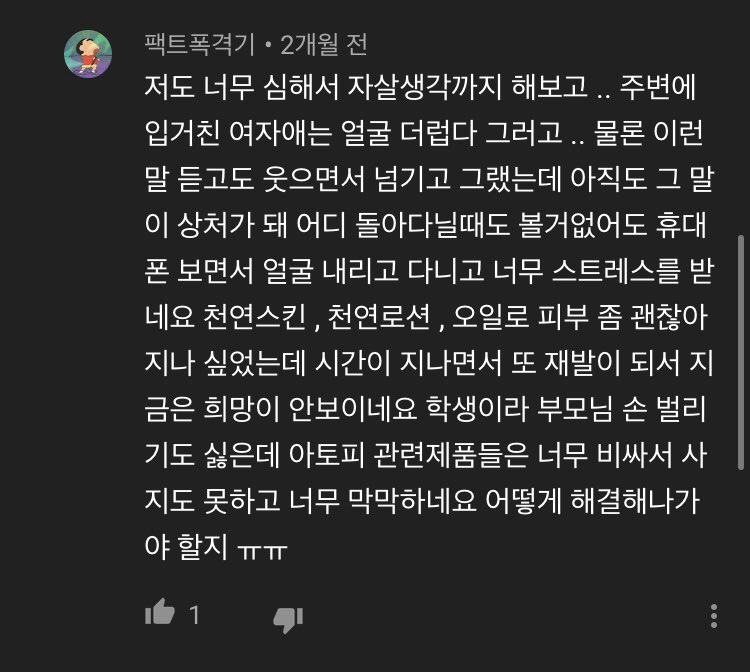 팩트폭격기 • 2개월 전
저도 너무 심해서 자살생각까지 해보고 .. 주변에
입거친 여자애는 얼굴 더럽다 그러고 .. 물론 이런
말 듣고도 웃으면서 넘기고 그랬는데 아직도 그 말
이 상처가 돼 어디 돌아다닐때도 볼거없어도 휴대
폰 보면서 얼굴 내리고 다니고 너무 스트레스를 받
네요 천연스킨 , 천연로션 , 오일로 피부 좀 괜찮아
지나 싶었는데 시간이 지나면서 또 재발이 되서 지
금은 희망이 안보이네요 학생이라 부모님 손 벌리
기도 싫은데 아토피 관련제품들은 너무 비싸서 사
지도 못하고 너무 막막하네요 어떻게 해결해나가
야 할지 ㅠㅠ
1